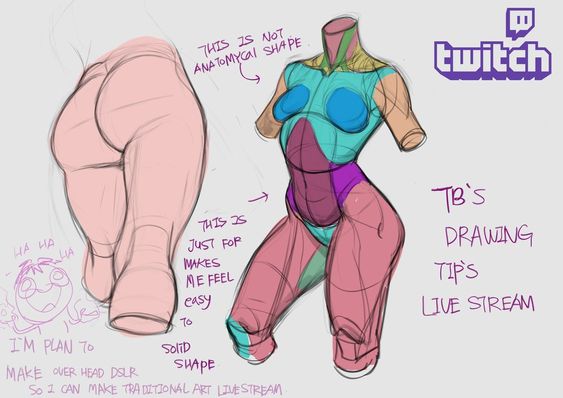 THIS IS NOT
ANATOMYCAL SHAPE
twitch
THIS IS
JUST FOR
MAKES
ME FEEL
easy
TO
SOLID
SHAPE
TB'S
DRAWING
TIP'S
LIVE STREAM
HA HA HA
I'M PLAN TO
MAKE OVER HEAD DSLR
SO I CAN MAKE TRADITIONAL ART LIVESTREAM